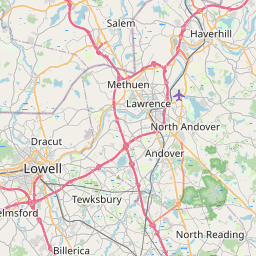 Salem
Haverhill
Methuen
Lawrence
North Andover
Dracut
Andover
Lowell
Tewksbury
elmsford
North Reading
Billerica